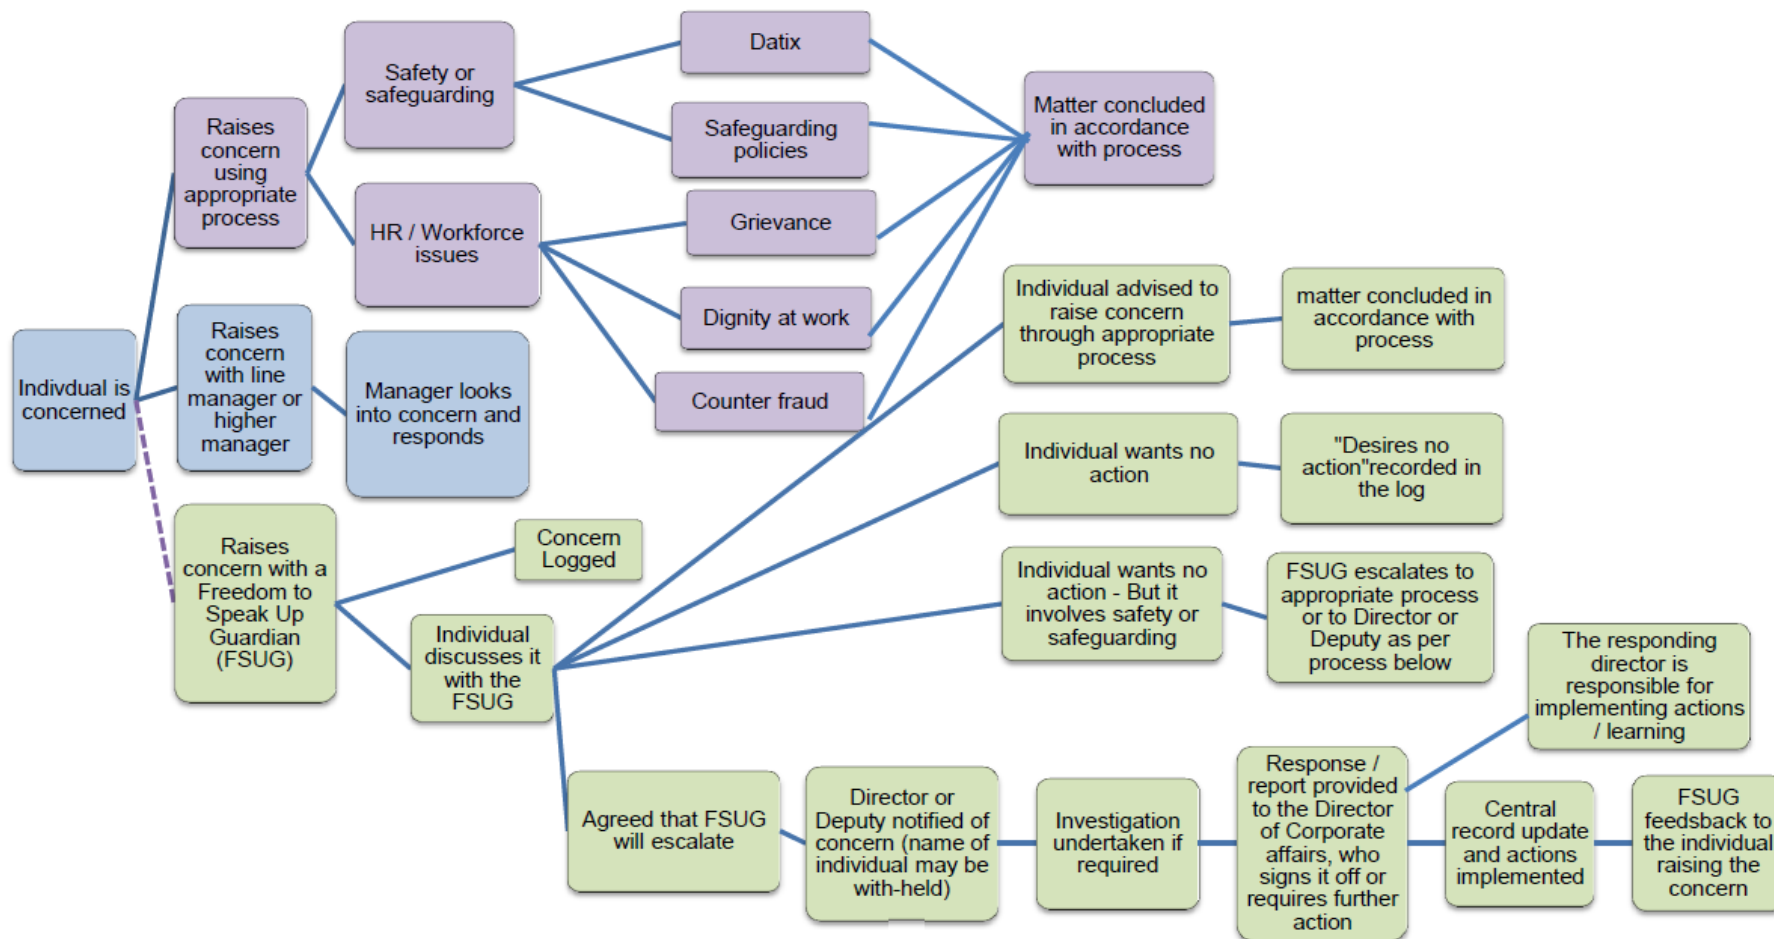 Indivdual is
concerned
Raises
concern
using
appropriate
process
Safety or
safeguarding
Datix
Safeguarding
policies
HR / Workforce
issues
Grievance
Dignity at work
Counter fraud
Matter concluded
in accordance
with process
Raises
concern
with line
manager or
higher
manager
Manager looks
into concern and
responds
Raises
concern with a
Freedom to
Speak Up
Guardian
(FSUG)
Concern
Logged
Individual
discusses it
with the
FSUG
Individual advised to
raise concern
through appropriate
process
matter concluded in
accordance with
process
Individual wants no
action
"Desires no
action"recorded in
the log
Individual wants no
action - But it
involves safety or
safeguarding
FSUG escalates to
appropriate process
or to Director or
Deputy as per
process below
Agreed that FSUG
will escalate
Director or
Deputy notified of
concern (name of
individual may be
with-held)
Investigation
undertaken if
required
Response /
report provided
to the Director
of Corporate
affairs, who
signs it off or
requires further
action
The responding
director is
responsible for
implementing actions
/ learning
Central
record update
and actions
implemented
FSUG
feedsback to
the individual
raising the
concern